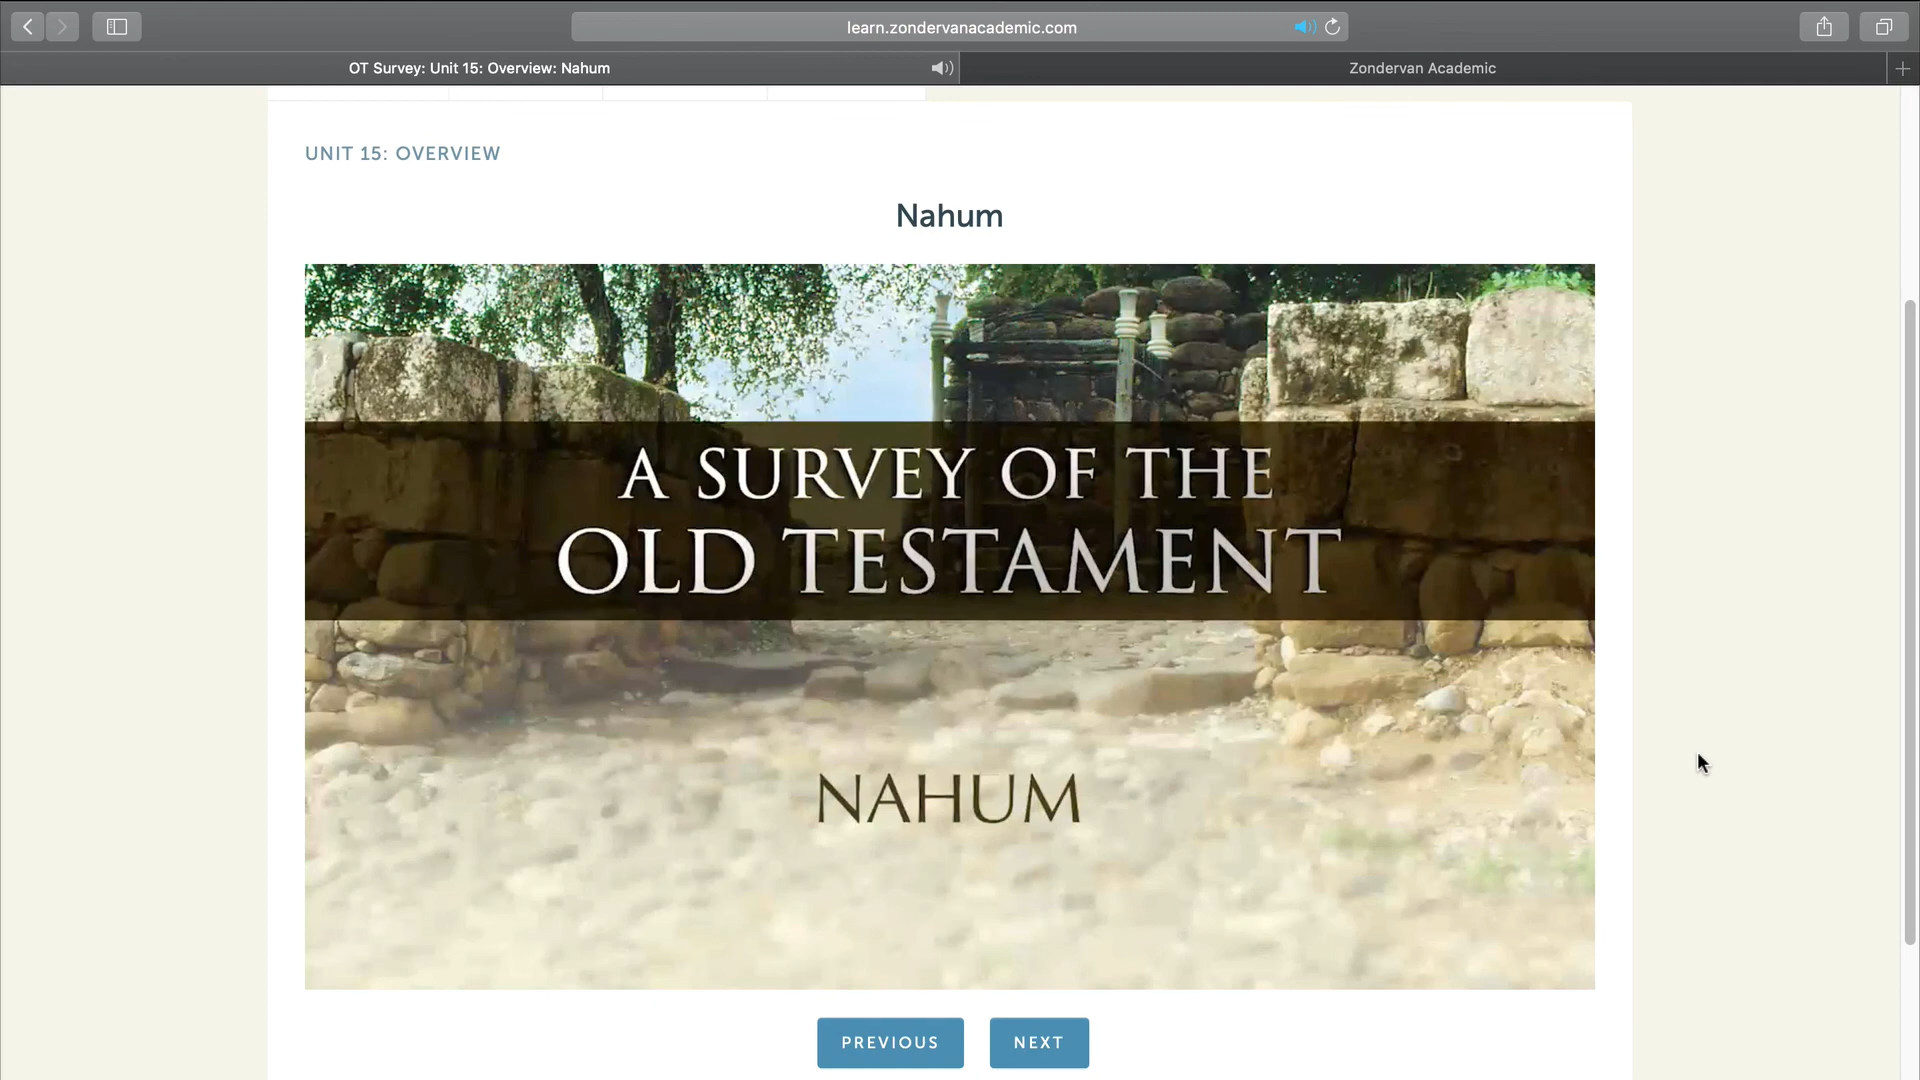 learn.zondervanacademic.com
OT Survey: Unit 15: Overview: Nahum
Zondervan Academic
UNIT 15: OVERVIEW
Nahum
A SURVEY OF THE
OLD TESTAMENT
NAHUM
PREVIOUS
NEXT